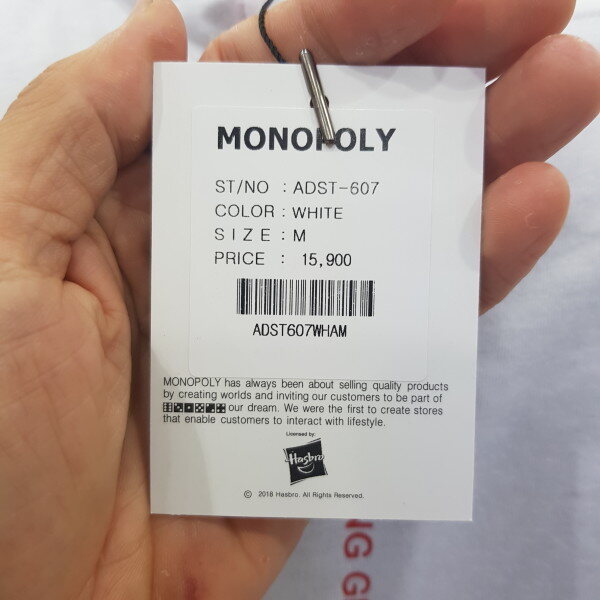 MONOPOLY
ST/NO : ADST-607
COLOR : WHITE
SIZE : M
PRICE : 15,900
ADST607WHAM
MONOPOLY has always been about selling quality products
by creating worlds and inviting our customers to be part of
our dream. We were the first to create stores
that enable customers to interact with lifestyle.
Licensed by:
Hasbro
© 2018 Hasbro. All Rights Reserved.
NG G